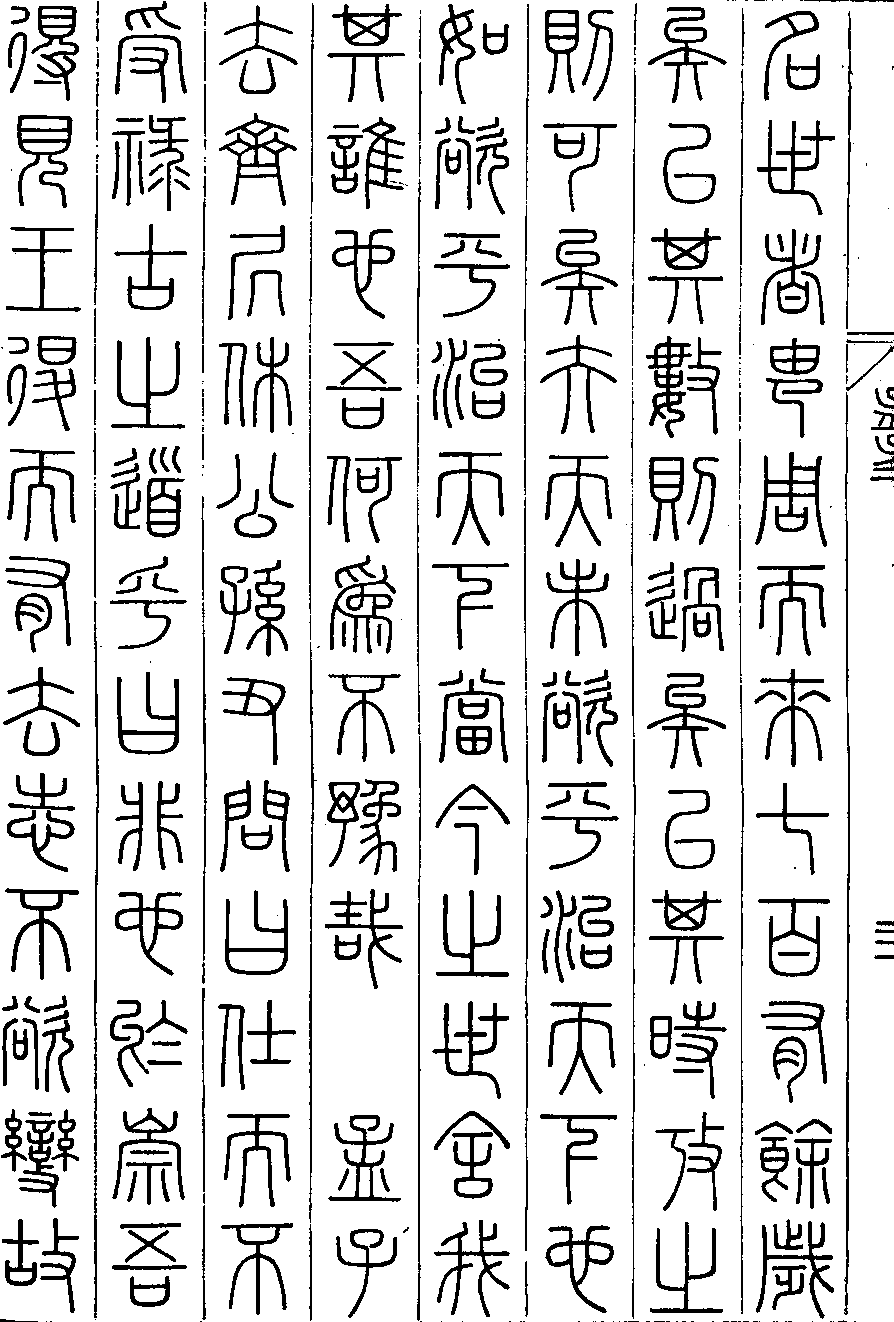 名世者由周而來七百有餘歲
矣以其數則過矣以其時攷之
則可矣夫天未欲平治天下也
如欲平治天下當今之世舍我
其誰也吾何爲不豫哉　孟子
去齊凥休公孫丑問曰仕而不
受祿古之道乎曰非也於崇吾
得見王退而有去志不欲變故